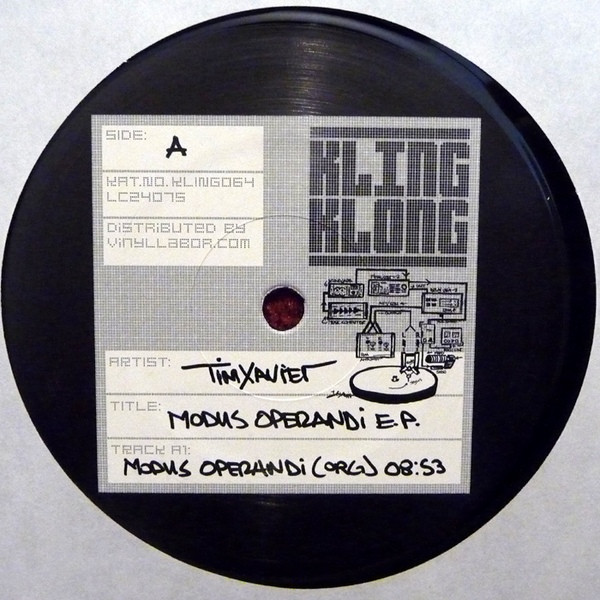 SIDE:
A
KAT.NO. KLING064
LC24075
DISTRIBUTED BY
VINYLLABOR.COM
KLING
KLONG
ARTIST: TIMXAVIER
TITLE: MODUS OPERANDi E.P.
TRACK A1:
MODUS OPERANDi (ORG) 08:53